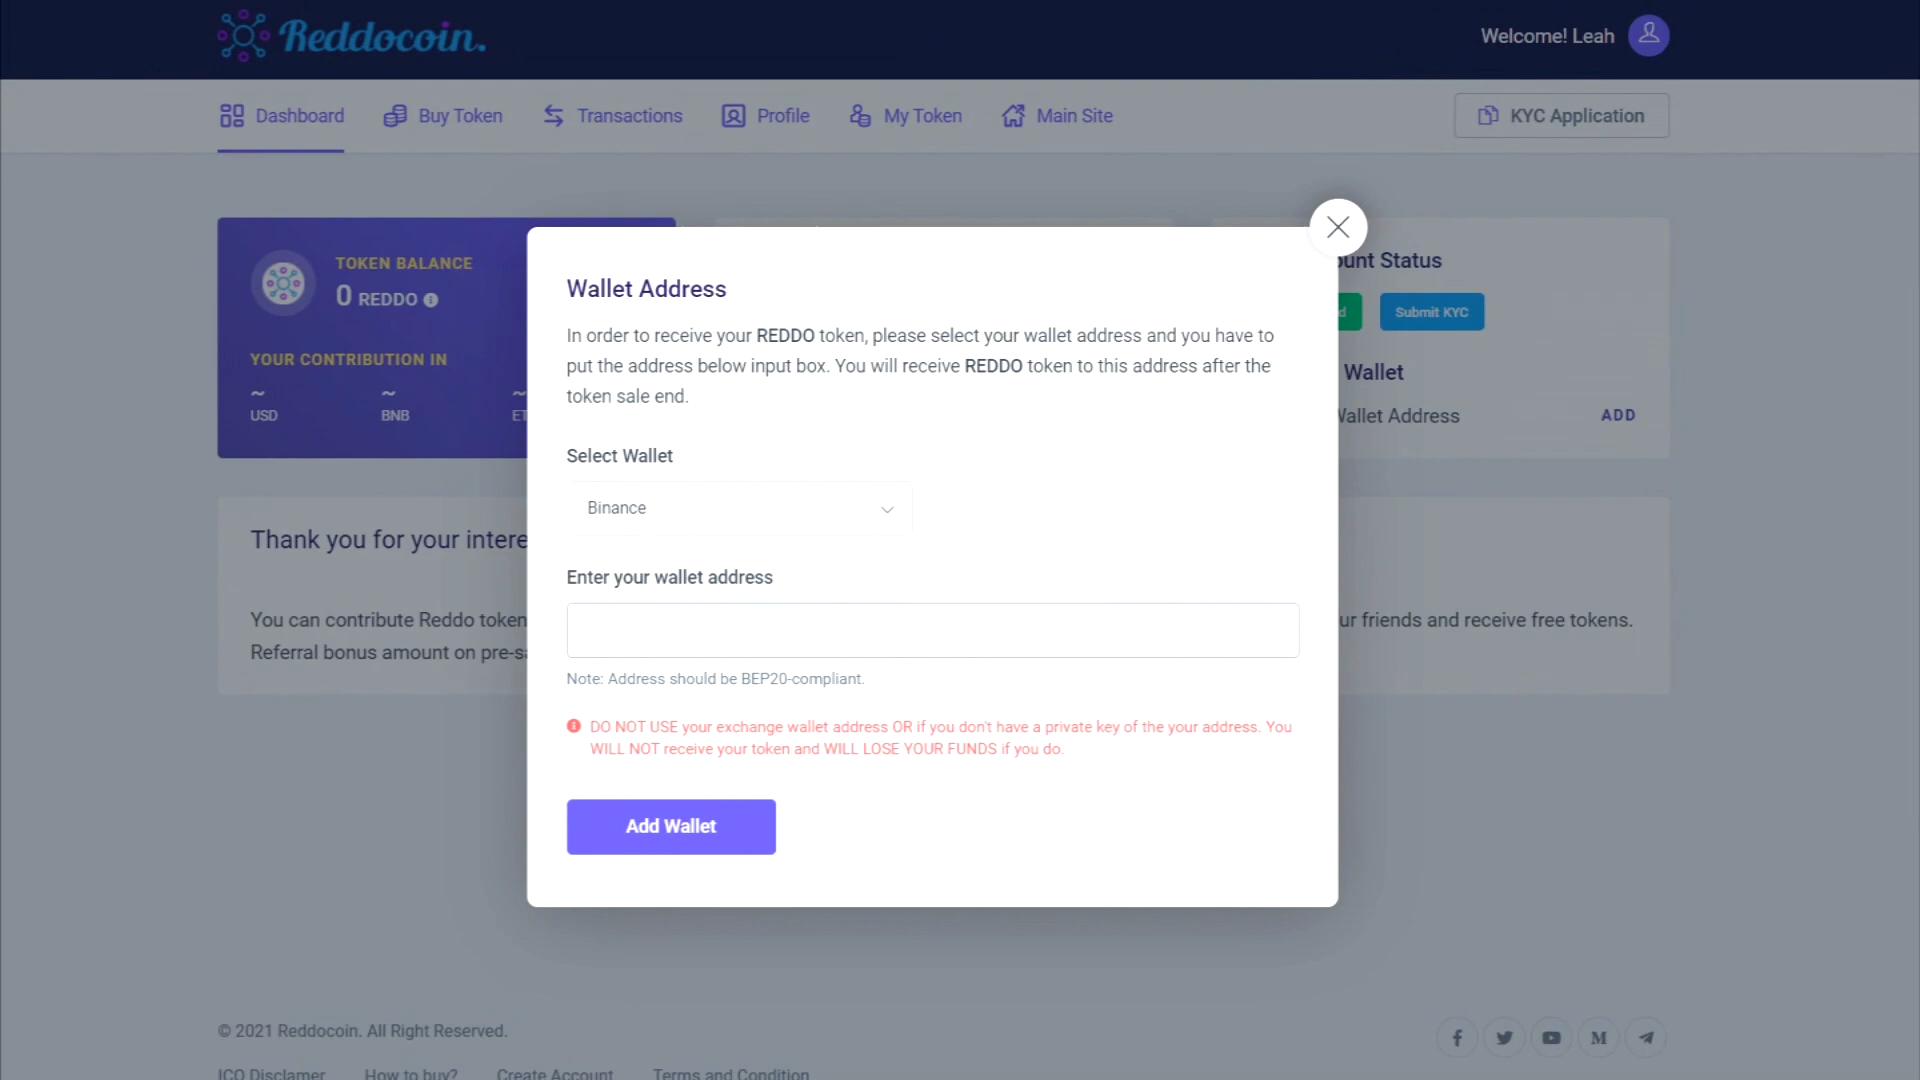 Reddocoin.
Welcome! Leah
Dashboard
Buy Token
Transactions
Profile
My Token
Main Site
KYC Application
TOKEN BALANCE
0 REDDO
YOUR CONTRIBUTION IN
~ ~ ~
USD BNB ET
Wallet Address
In order to receive your REDDO token, please select your wallet address and you have to
put the address below input box. You will receive REDDO token to this address after the
token sale end.
Select Wallet
Binance
Enter your wallet address
Note: Address should be BEP20-compliant.
DO NOT USE your exchange wallet address OR if you don't have a private key of the your address. You
WILL NOT receive your token and WILL LOSE YOUR FUNDS if you do.
Add Wallet
ount Status
d
Submit KYC
Wallet
Wallet Address
ADD
Thank you for your intere
You can contribute Reddo token
ur friends and receive free tokens.
Referral bonus amount on pre-sa
© 2021 Reddocoin. All Right Reserved.
ICO Disclamer
How to buy?
Create Account
Terms and Condition